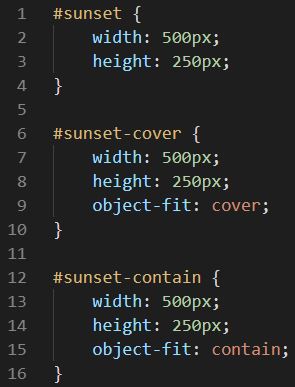 1 #sunset {
2     width: 500px;
3     height: 250px;
4 }
5
6 #sunset-cover {
7     width: 500px;
8     height: 250px;
9     object-fit: cover;
10 }
11
12 #sunset-contain {
13     width: 500px;
14     height: 250px;
15     object-fit: contain;
16 }